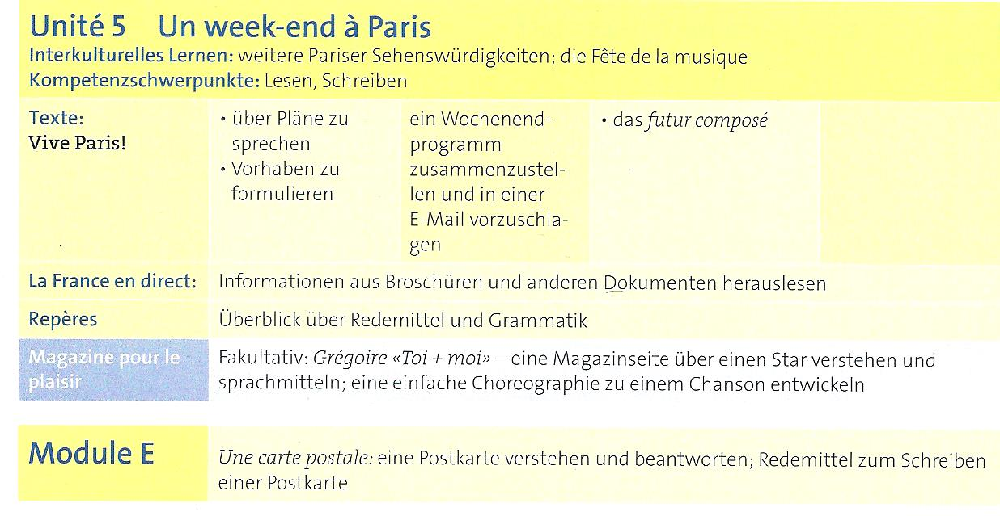 Unité 5 Un week-end à Paris
Interkulturelles Lernen: weitere Pariser Sehenswürdigkeiten; die Fête de la musique
Kompetenzschwerpunkte: Lesen, Schreiben
Texte:
Vive Paris!
• über Pläne zu
sprechen
• Vorhaben zu
formulieren
ein Wochenend-
programm
zusammenzustel-
len und in einer
E-Mail vorzuschla-
gen
• das futur composé
La France en direct: Informationen aus Broschüren und anderen Dokumenten herauslesen
Repères Überblick über Redemittel und Grammatik
Magazine pour le
plaisir
Fakultativ: Grégoire «Toi + moi» – eine Magazinseite über einen Star verstehen und
sprachmitteln; eine einfache Choreographie zu einem Chanson entwickeln
Module E
Une carte postale: eine Postkarte verstehen und beantworten; Redemittel zum Schreiben
einer Postkarte